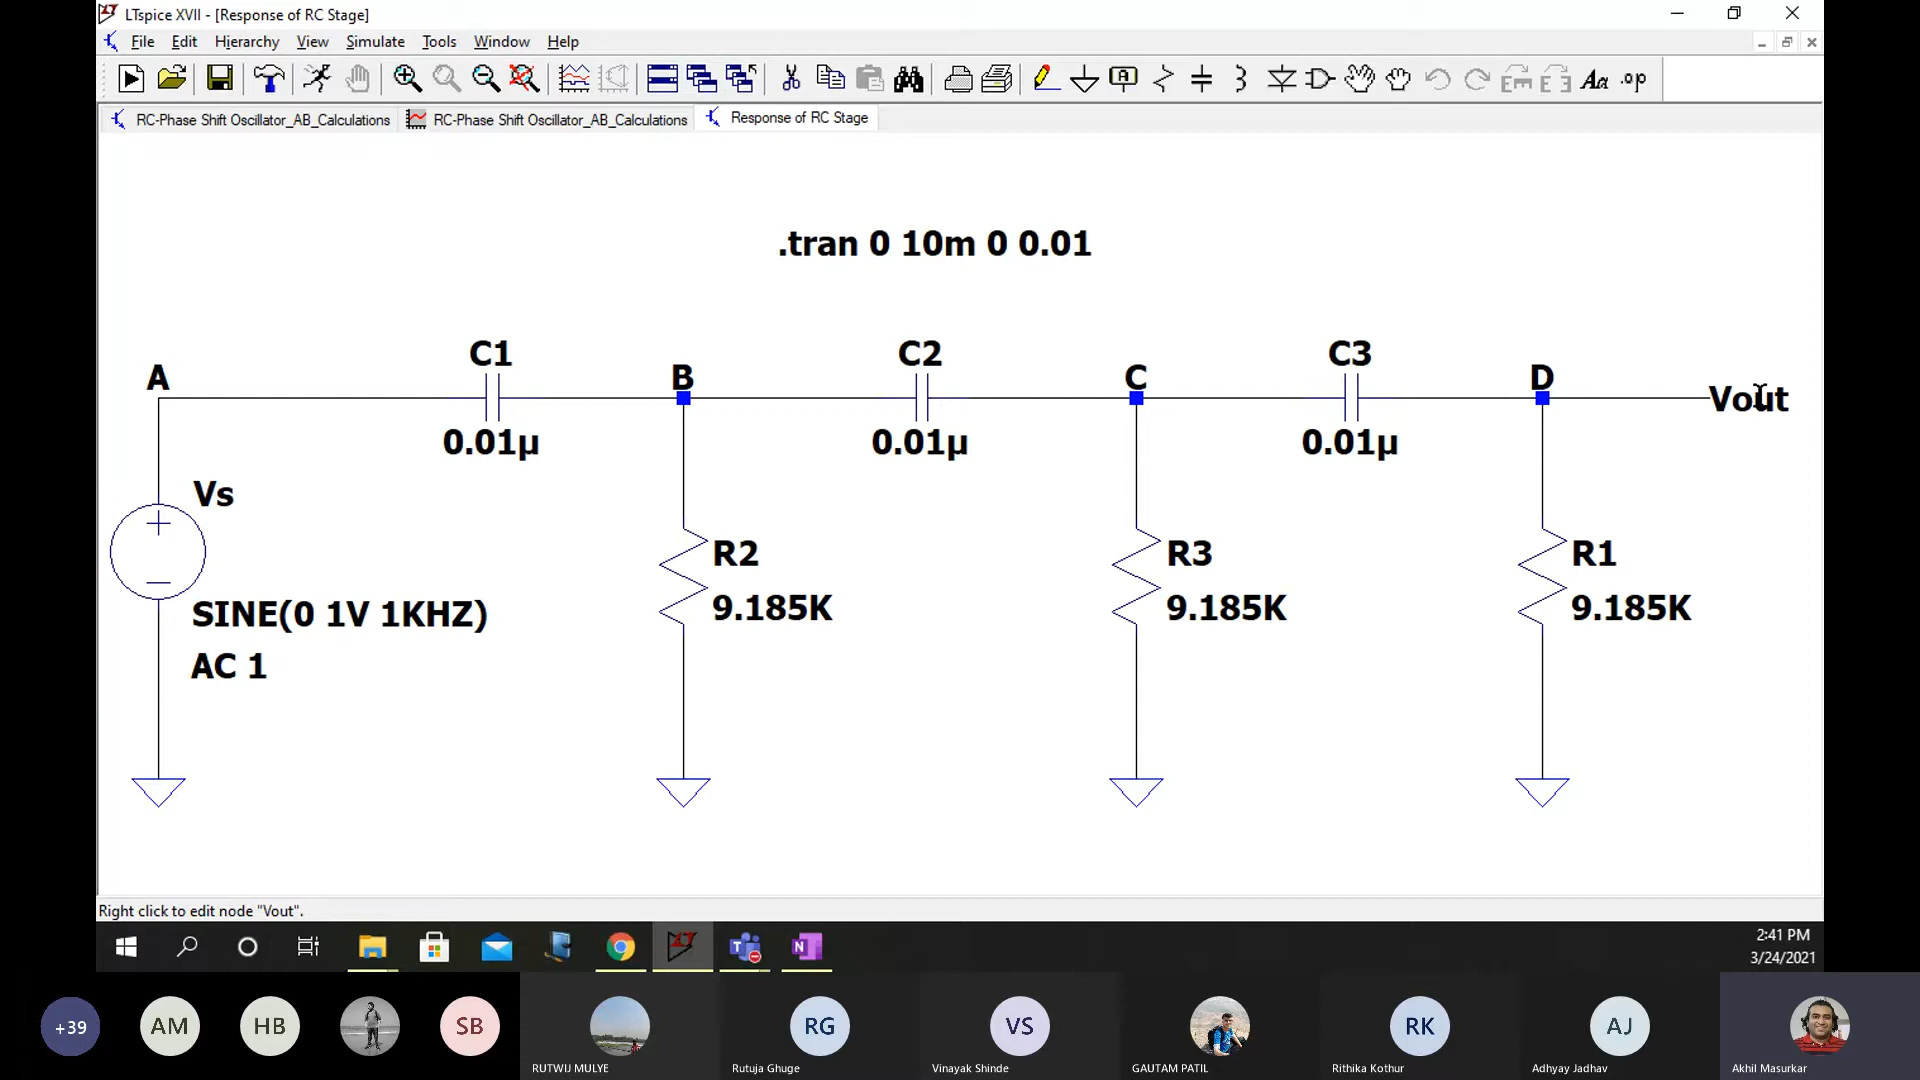 LTspice XVII - [Response of RC Stage]
File Edit Hierarchy View Simulate Tools Window Help
A
Aa .op
RC-Phase Shift Oscillator_AB_Calculations RC-Phase Shift Oscillator_AB_Calculations Response of RC Stage
.tran 0 10m 0 0.01
C1 C2 C3
A B C D
Vout
0.01µ 0.01µ 0.01µ
Vs
R2 R3 R1
SINE(0 1V 1KHZ) 9.185K 9.185K 9.185K
AC 1
Right click to edit node "Vout".
2:41 PM
3/24/2021
+39 AM HB SB RG VS RK AJ
RUTWIJ MULYE Rutuja Ghuge Vinayak Shinde GAUTAM PATIL Rithika Kothur Adhyay Jadhav Akhil Masurkar